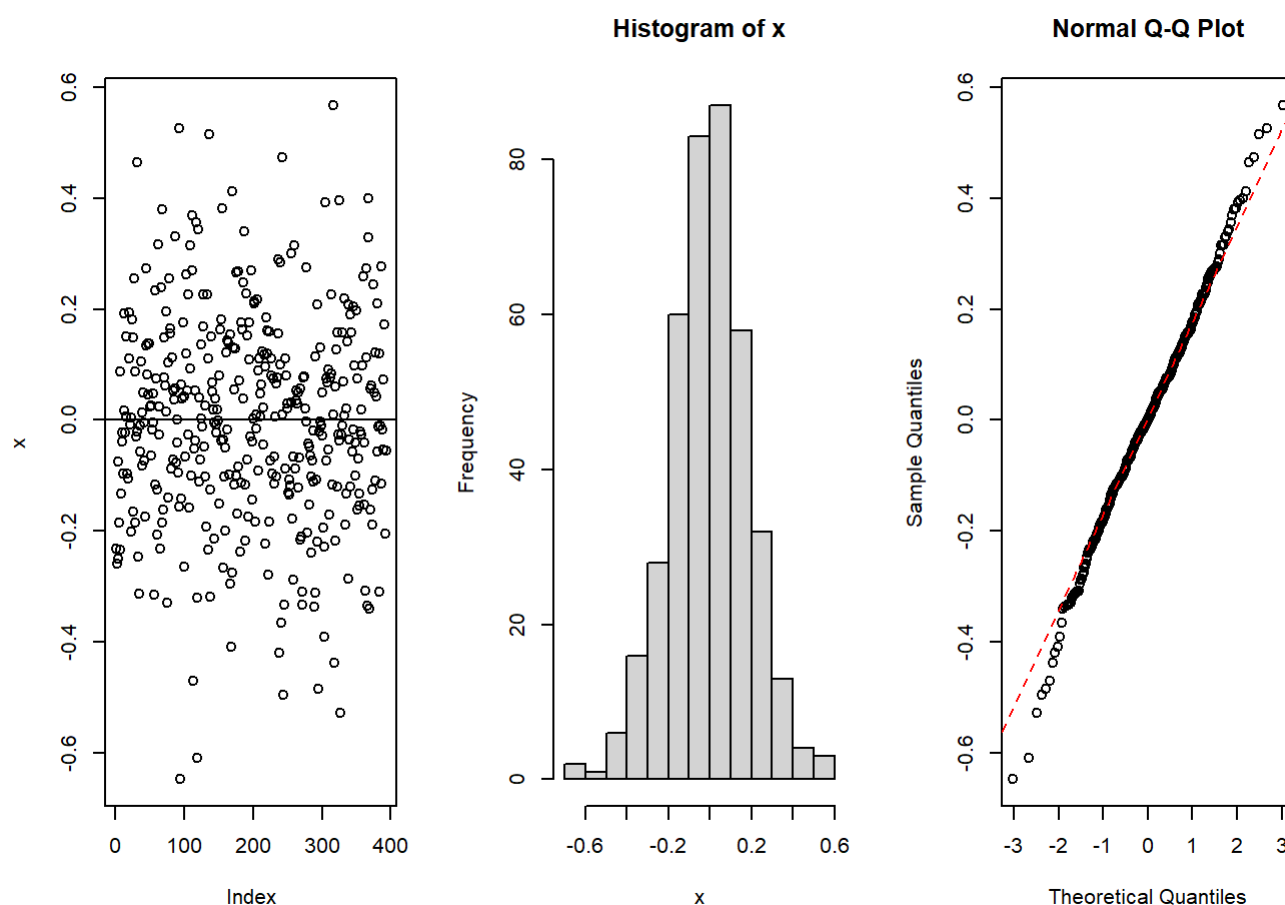 x
0.6
0.4
0.2
0.0
-0.2
-0.4
-0.6
0 100 200 300 400
Index
Histogram of x
Frequency
80
60
40
20
0
-0.6 -0.2 0.2 0.6
x
Normal Q-Q Plot
Sample Quantiles
0.6
0.4
0.2
0.0
-0.2
-0.4
-0.6
-3 -2 -1 0 1 2 3
Theoretical Quantiles